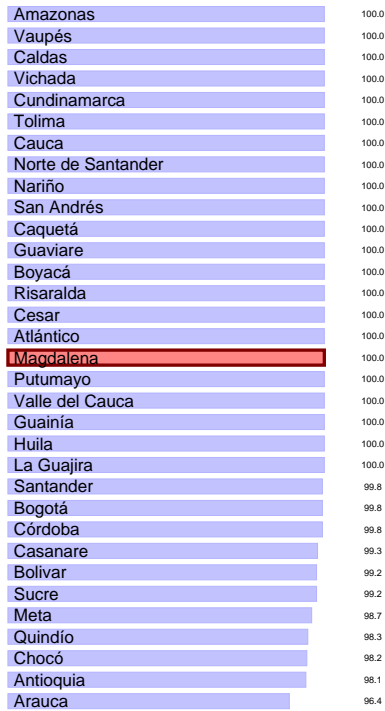 Amazonas 100.0
Vaupés 100.0
Caldas 100.0
Vichada 100.0
Cundinamarca 100.0
Tolima 100.0
Cauca 100.0
Norte de Santander 100.0
Nariño 100.0
San Andrés 100.0
Caquetá 100.0
Guaviare 100.0
Boyacá 100.0
Risaralda 100.0
Cesar 100.0
Atlántico 100.0
Magdalena 100.0
Putumayo 100.0
Valle del Cauca 100.0
Guainía 100.0
Huila 100.0
La Guajira 100.0
Santander 99.8
Bogotá 99.8
Córdoba 99.8
Casanare 99.3
Bolivar 99.2
Sucre 99.2
Meta 98.7
Quindío 98.3
Chocó 98.2
Antioquia 98.1
Arauca 96.4